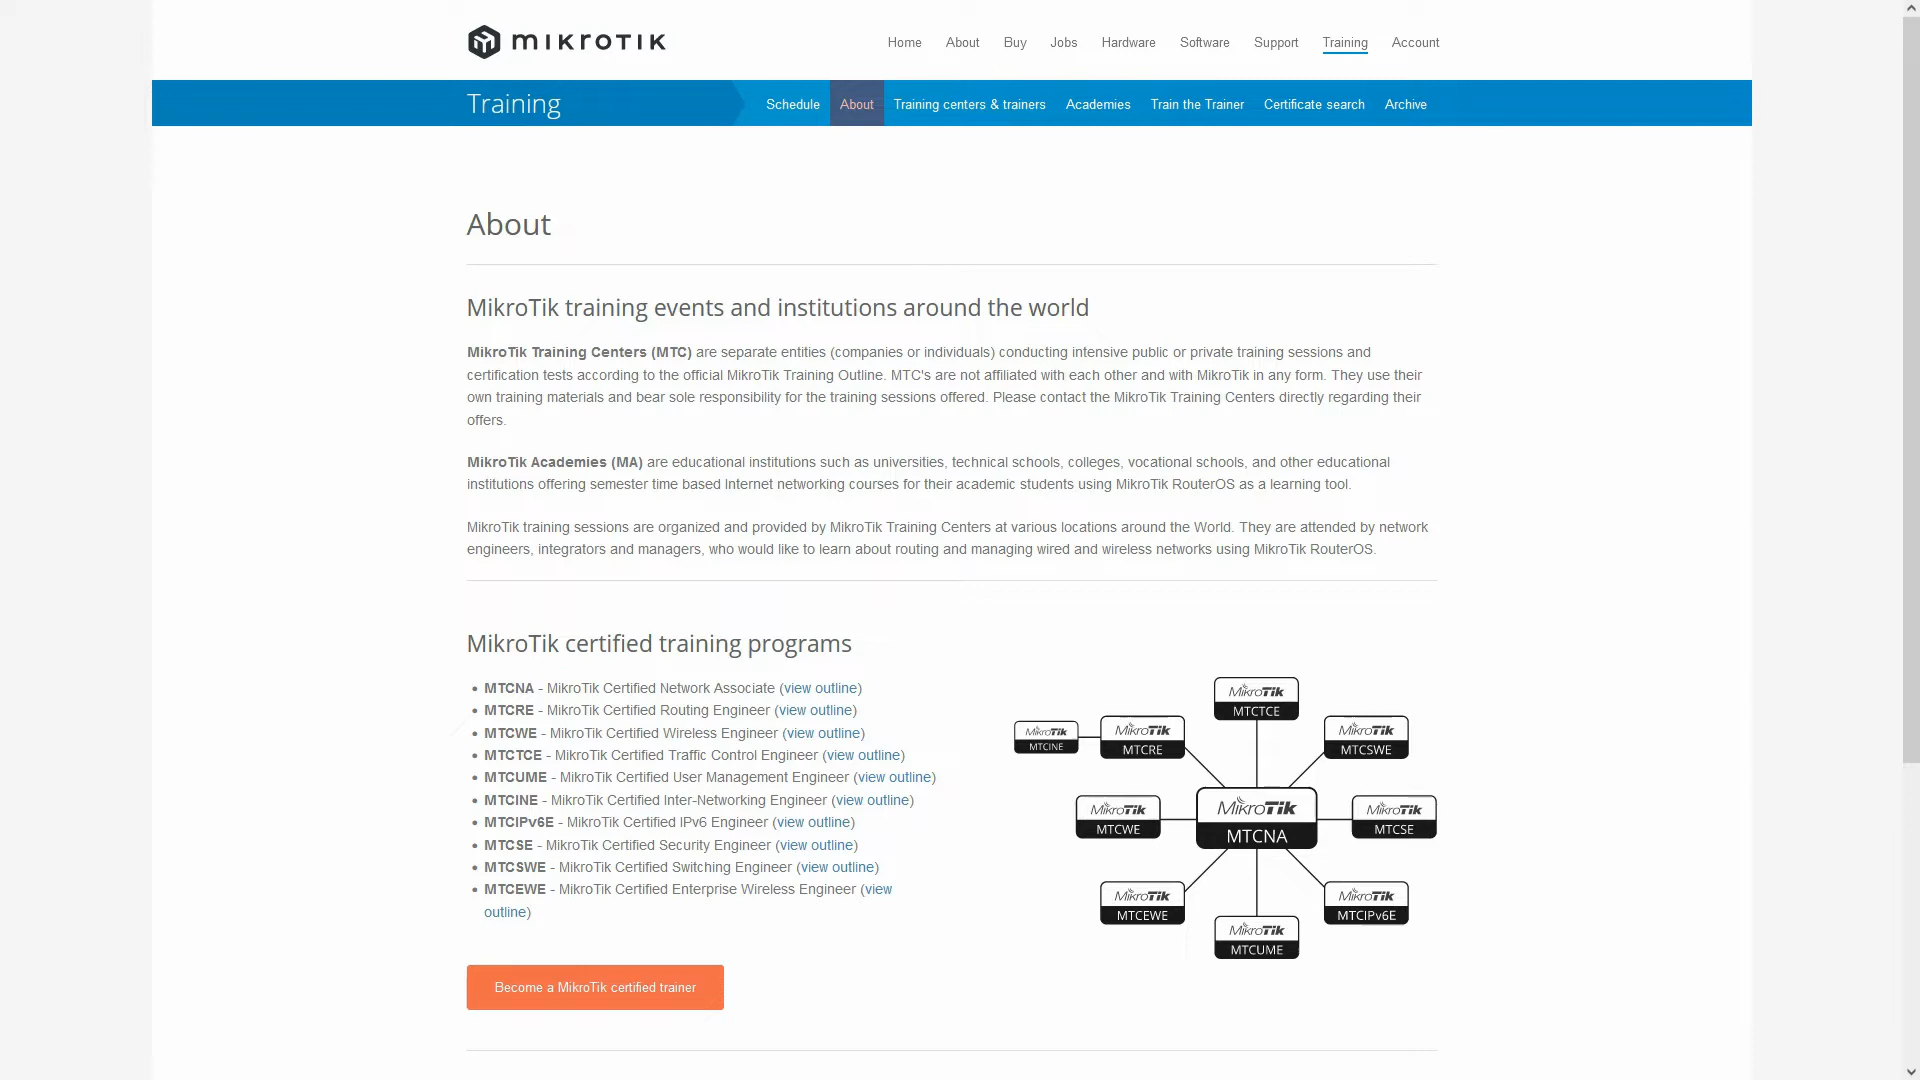 MIKROTIK
Home About Buy Jobs Hardware Software Support Training Account
Training
Schedule About Training centers & trainers Academies Train the Trainer Certificate search Archive
About
MikroTik training events and institutions around the world
MikroTik Training Centers (MTC) are separate entities (companies or individuals) conducting intensive public or private training sessions and
certification tests according to the official MikroTik Training Outline. MTC's are not affiliated with each other and with MikroTik in any form. They use their
own training materials and bear sole responsibility for the training sessions offered. Please contact the MikroTik Training Centers directly regarding their
offers.
MikroTik Academies (MA) are educational institutions such as universities, technical schools, colleges, vocational schools, and other educational
institutions offering semester time based Internet networking courses for their academic students using MikroTik RouterOS as a learning tool.
MikroTik training sessions are organized and provided by MikroTik Training Centers at various locations around the World. They are attended by network
engineers, integrators and managers, who would like to learn about routing and managing wired and wireless networks using MikroTik RouterOS.
MikroTik certified training programs
• MTCNA - MikroTik Certified Network Associate (view outline)
• MTCRE - MikroTik Certified Routing Engineer (view outline)
• MTCWE - MikroTik Certified Wireless Engineer (view outline)
• MTCTCE - MikroTik Certified Traffic Control Engineer (view outline)
• MTCUME - MikroTik Certified User Management Engineer (view outline)
• MTCINE - MikroTik Certified Inter-Networking Engineer (view outline)
• MTCIPv6E - MikroTik Certified IPv6 Engineer (view outline)
• MTCSE - MikroTik Certified Security Engineer (view outline)
• MTCSWE - MikroTik Certified Switching Engineer (view outline)
• MTCEWE - MikroTik Certified Enterprise Wireless Engineer (view
outline)
MikroTik
MTCTCE
MikroTik
MTCINE
MikroTik
MTCRE
MikroTik
MTCSWE
MikroTik
MTCWE
MikroTik
MTCNA
MikroTik
MTCSE
MikroTik
MTCEWE
MikroTik
MTCIPv6E
MikroTik
MTCUME
Become a MikroTik certified trainer